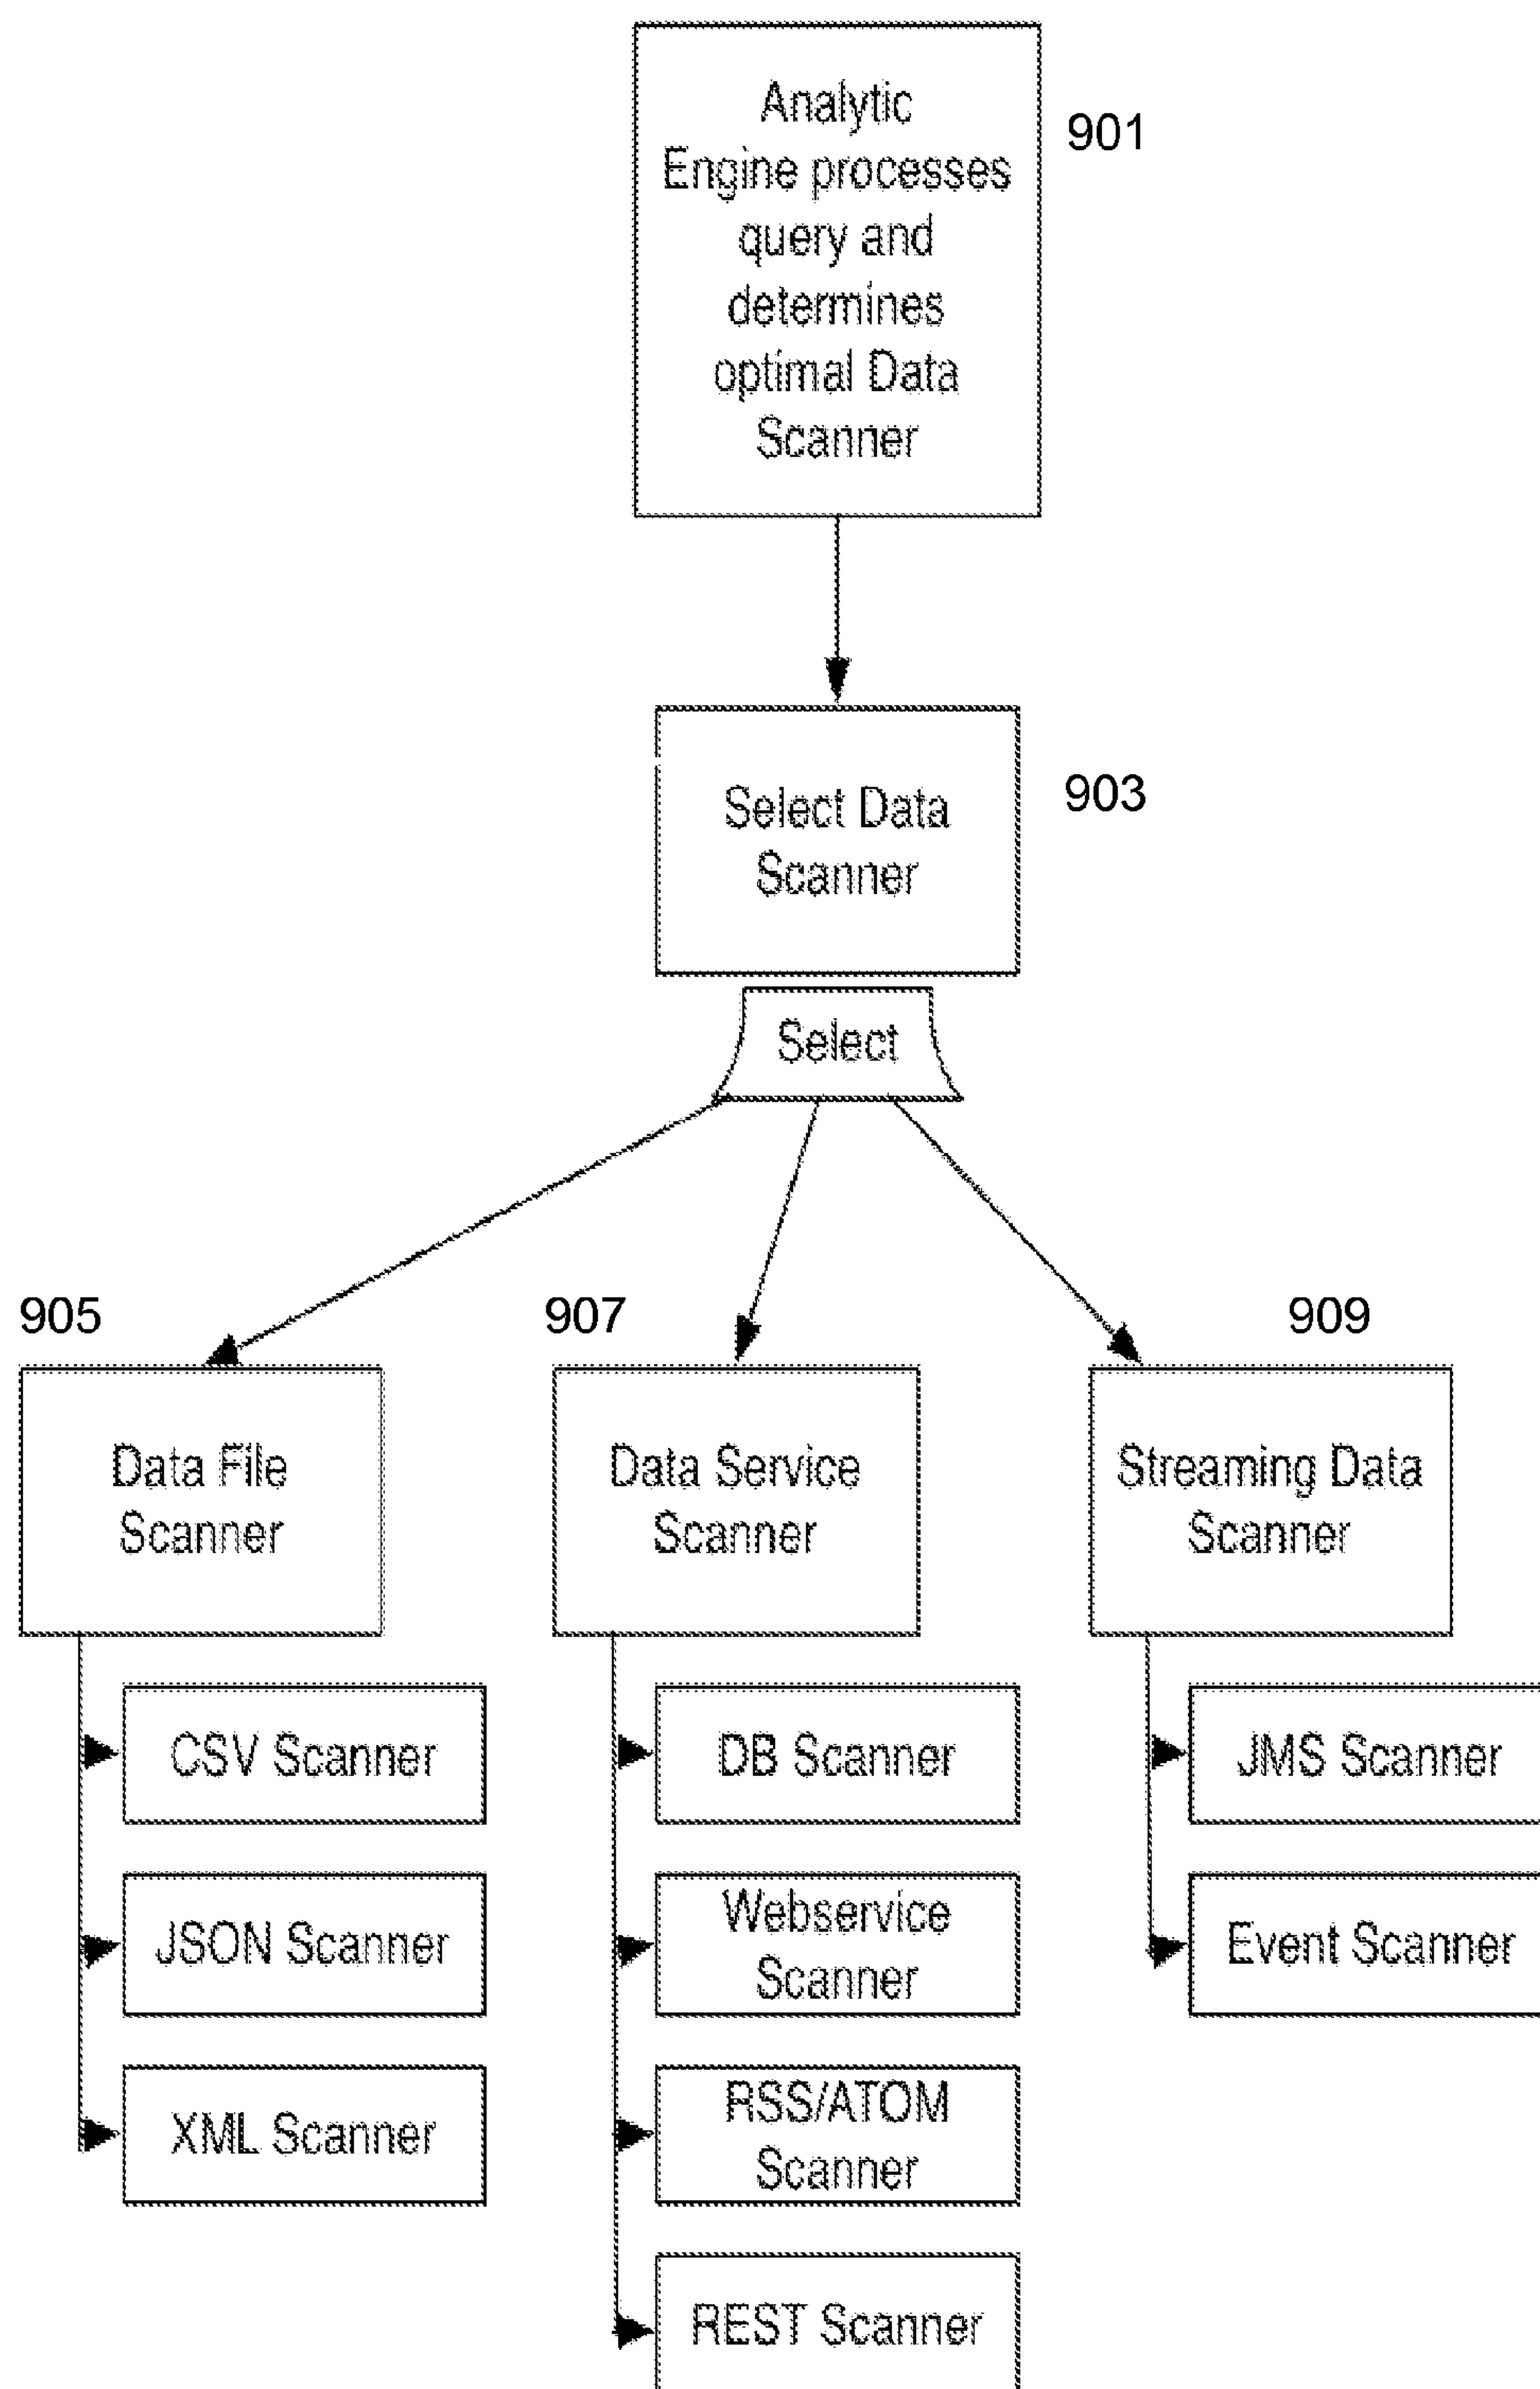 Analytic
Engine processes
query and
determines
optimal Data
Scanner
901
Select Data
Scanner
903
Select
905
907
909
Data File
Scanner
Data Service
Scanner
Streaming Data
Scanner
CSV Scanner
DB Scanner
JMS Scanner
JSON Scanner
Webservice
Scanner
Event Scanner
XML Scanner
RSS/ATOM
Scanner
REST Scanner